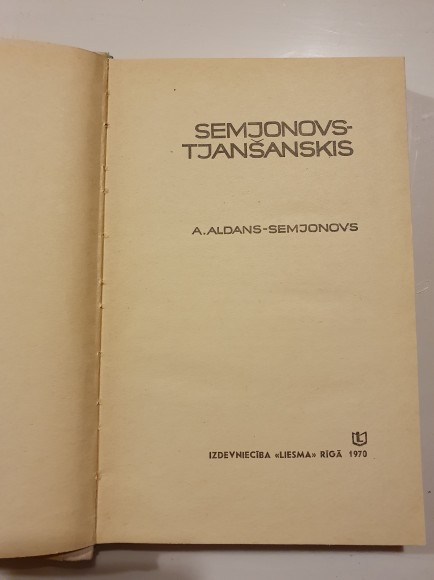 SEMJONOVS-
TJANŠANSKIS
A. ALDANS-SEMJONOVS
IZDEVNIECĪBA «LIESMA» RĪGĀ 1970